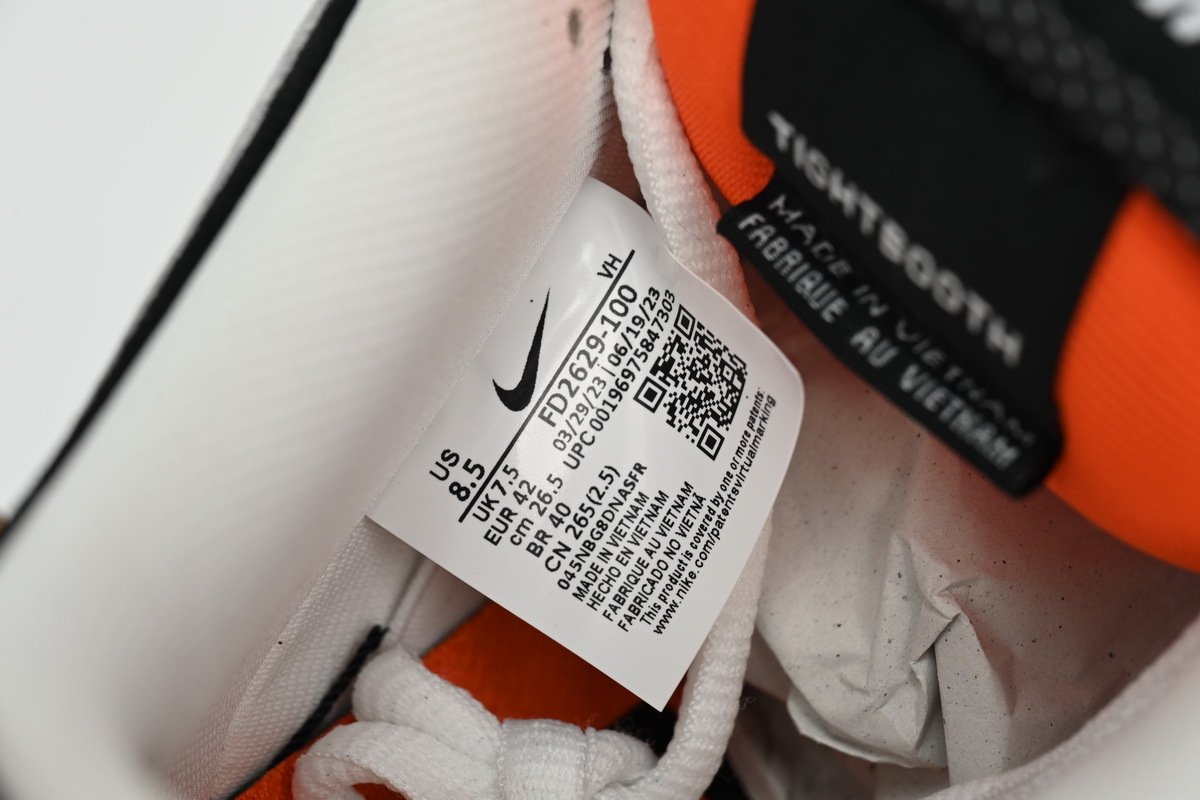 VH
US
8.5
UK 7.5
EUR 42
cm 26.5
BR 40
CN 265(2.5)
FD2629-100
03/29/23 | 06/19/23
UPC 00196975847303
045NBG8DNASFR
MADE IN VIETNAM
HECHO EN VIETNAM
FABRIQUE AU VIETNAM
FABRICADO NO VIETNÃ
This product is covered by one or more patents:
www.nike.com/patentsvirtualmarking
TIGHTBOOTH
MADE IN VIETNAM
FABRIQUE AU VIETNAM